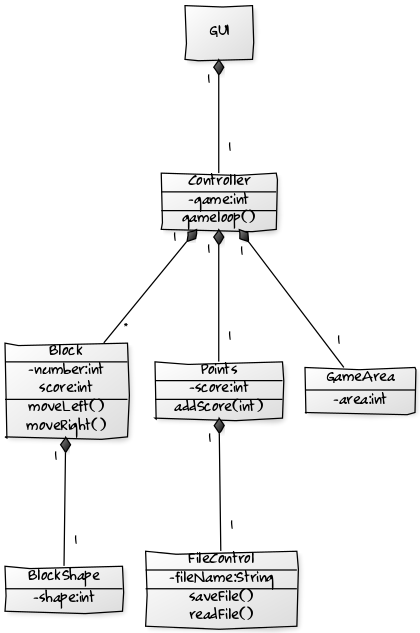 GUI
1
1
Controller
-game:int
gameloop()
1
1
1
*
1
1
Block
-number:int
score:int
moveLeft()
moveRight()
Points
-score:int
addScore(int)
GameArea
-area:int
1
1
1
1
BlockShape
-shape:int
FileControl
-fileName:String
saveFile()
readFile()